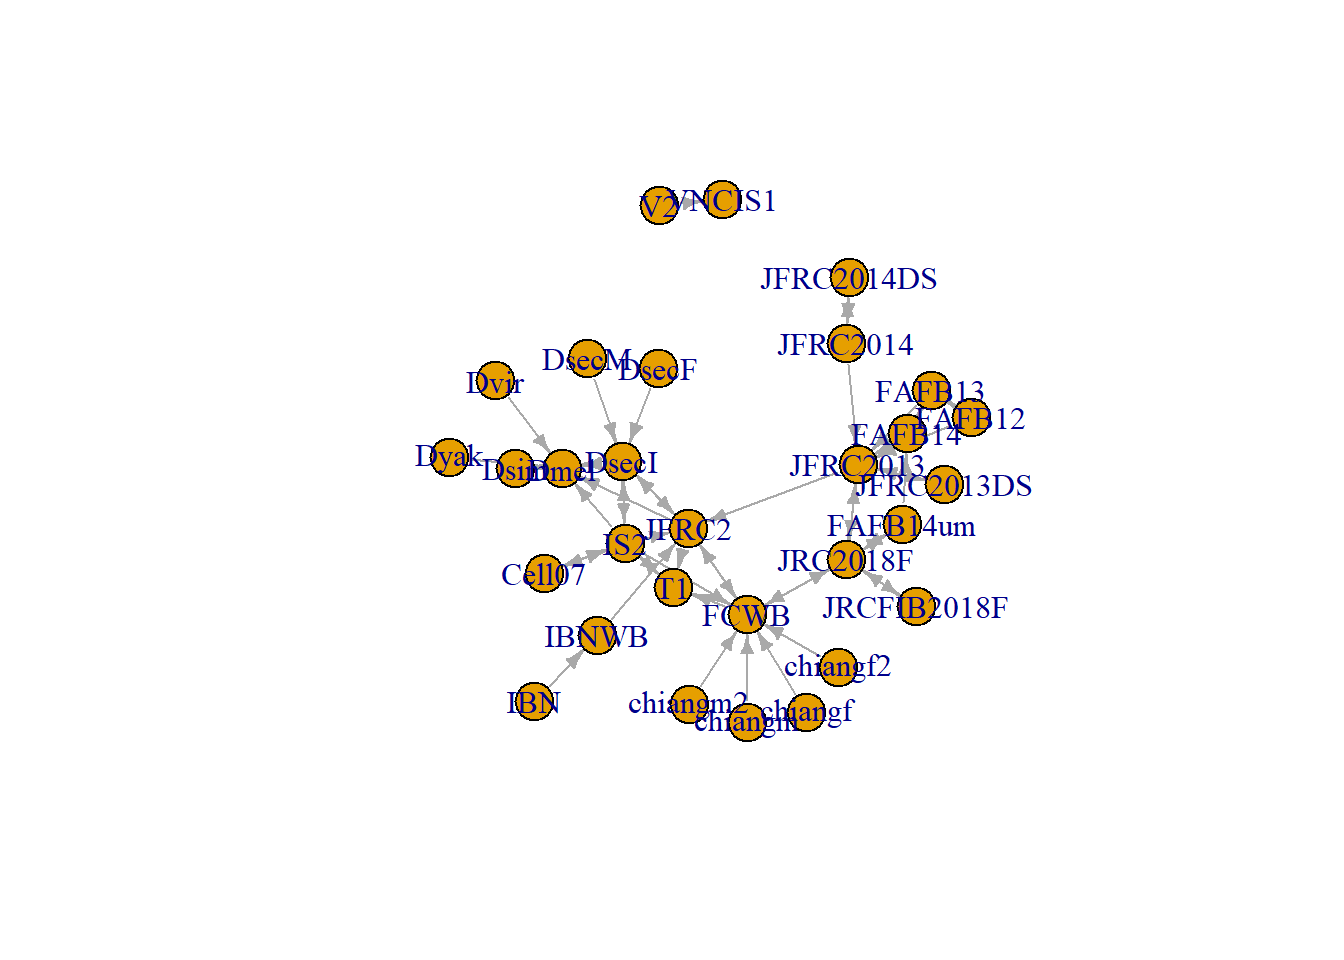 V2
VNCIS1
JFRC2014DS
JFRC2014
DsecM
DsecF
Dvir
FAFB13
FAFB12
FAFB14
Dyak
Dsim
Dmel
DsecI
JFRC2013
JFRC2013DS
JFRC2
FAFB14um
IS2
JRC2018F
Cell07
T1
JRCFIB2018F
FCWB
IBNWB
chiangf2
IBN
chiangm2
chiangm
chiangf